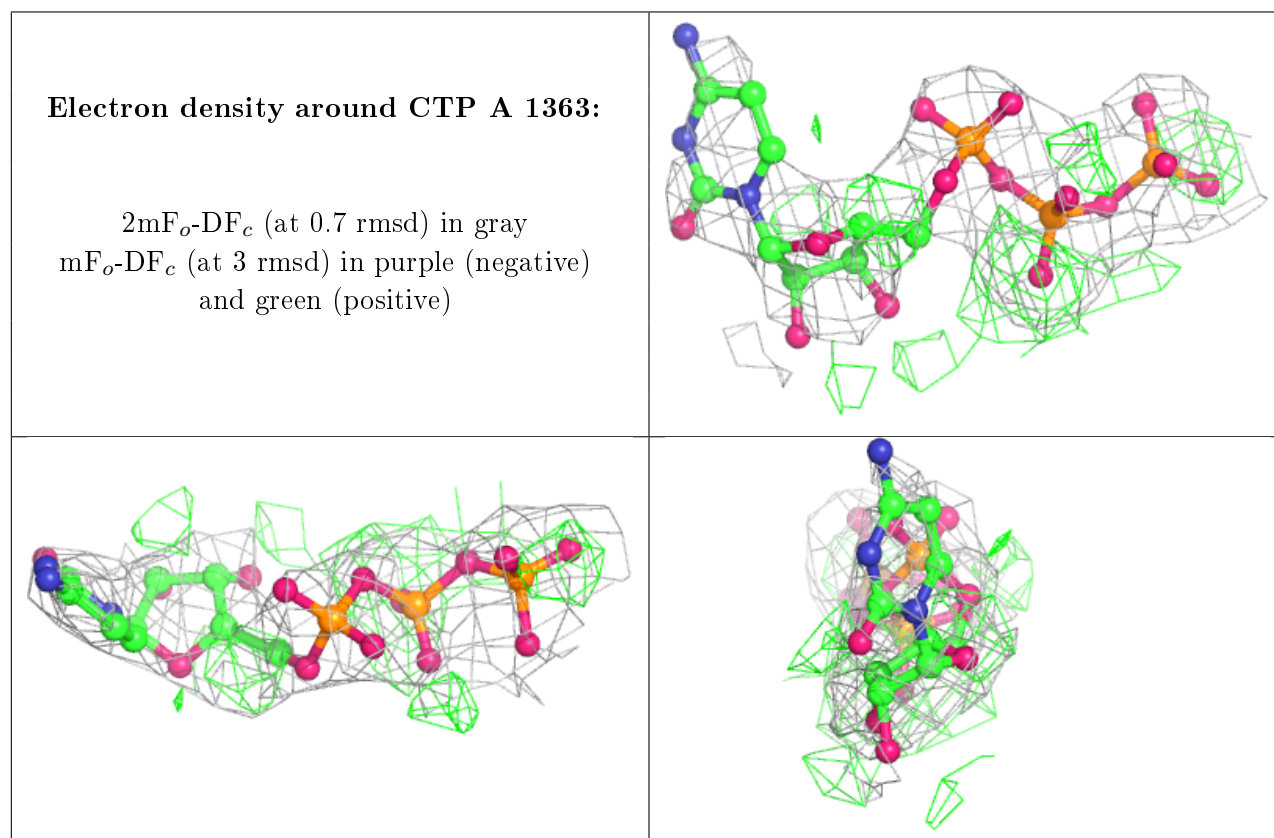 Electron density around CTP A 1363:
2mFo-DFc (at 0.7 rmsd) in gray
mFo-DFc (at 3 rmsd) in purple (negative)
and green (positive)